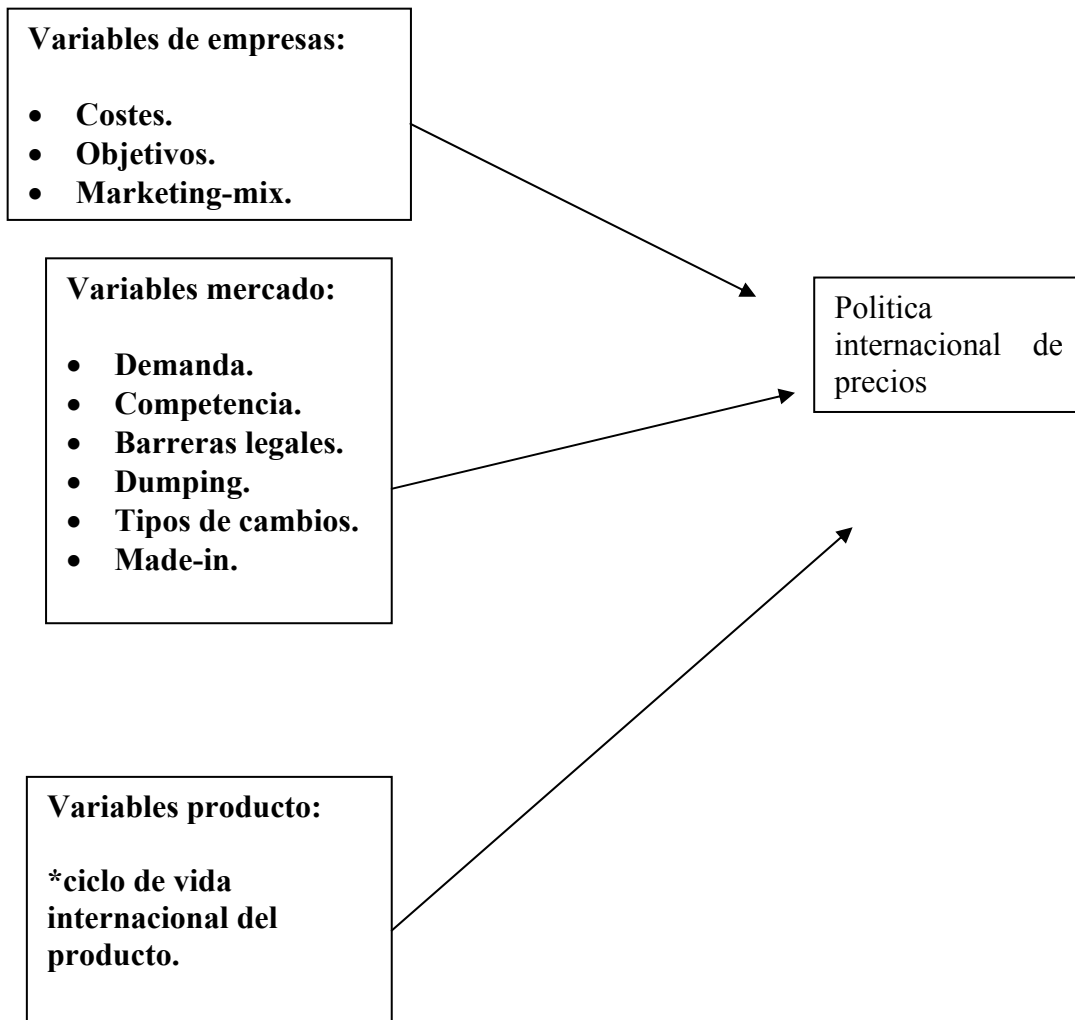 Variables de empresas:
• Costes.
• Objetivos.
• Marketing-mix.
Variables mercado:
• Demanda.
• Competencia.
• Barreras legales.
• Dumping.
• Tipos de cambios.
• Made-in.
Politica
internacional de
precios
Variables producto:
*ciclo de vida
internacional del
producto.